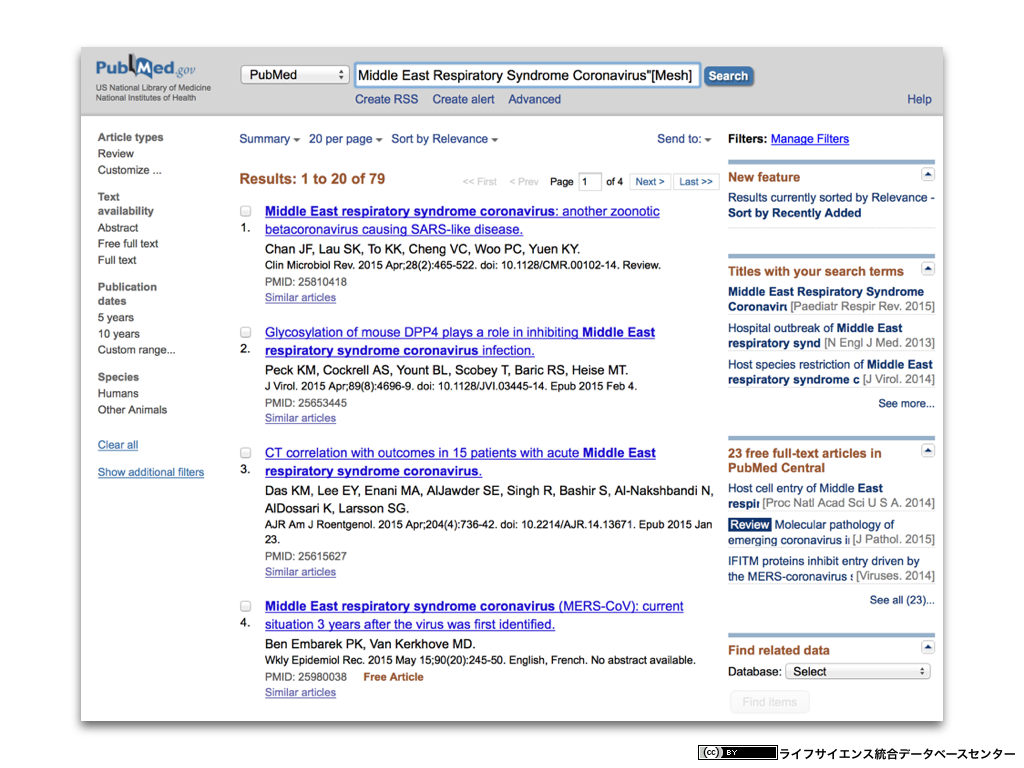 PubMed.gov
US National Library of Medicine
National Institutes of Health
PubMed
Middle East Respiratory Syndrome Coronavirus"[Mesh]
Search
Create RSS Create alert Advanced
Help
Article types
Review
Customize ...
Text
availability
Abstract
Free full text
Full text
Publication
dates
5 years
10 years
Custom range...
Species
Humans
Other Animals
Clear all
Show additional filters
Summary 20 per page Sort by Relevance Send to:
Results: 1 to 20 of 79
<< First < Prev Page 1 of 4 Next > Last >>
1. Middle East respiratory syndrome coronavirus: another zoonotic
betacoronavirus causing SARS-like disease.
Chan JF, Lau SK, To KK, Cheng VC, Woo PC, Yuen KY.
Clin Microbiol Rev. 2015 Apr;28(2):465-522. doi: 10.1128/CMR.00102-14. Review.
PMID: 25810418
Similar articles
2. Glycosylation of mouse DPP4 plays a role in inhibiting Middle East
respiratory syndrome coronavirus infection.
Peck KM, Cockrell AS, Yount BL, Scobey T, Baric RS, Heise MT.
J Virol. 2015 Apr;89(8):4696-9. doi: 10.1128/JVI.03445-14. Epub 2015 Feb 4.
PMID: 25653445
Similar articles
3. CT correlation with outcomes in 15 patients with acute Middle East
respiratory syndrome coronavirus.
Das KM, Lee EY, Enani MA, AlJawder SE, Singh R, Bashir S, Al-Nakshbandi N,
AlDossari K, Larsson SG.
AJR Am J Roentgenol. 2015 Apr;204(4):736-42. doi: 10.2214/AJR.14.13671. Epub 2015 Jan
23.
PMID: 25615627
Similar articles
4. Middle East respiratory syndrome coronavirus (MERS-CoV): current
situation 3 years after the virus was first identified.
Ben Embarek PK, Van Kerkhove MD.
Wkly Epidemiol Rec. 2015 May 15;90(20):245-50. English, French. No abstract available.
PMID: 25980038 Free Article
Similar articles
Filters: Manage Filters
New feature
Results currently sorted by Relevance -
Sort by Recently Added
Titles with your search terms
Middle East Respiratory Syndrome
Coronavir [Paediatr Respir Rev. 2015]
Hospital outbreak of Middle East
respiratory synd [N Engl J Med. 2013]
Host species restriction of Middle East
respiratory syndrome c [J Virol. 2014]
See more...
23 free full-text articles in
PubMed Central
Host cell entry of Middle East
respir [Proc Natl Acad Sci U S A. 2014]
Review Molecular pathology of
emerging coronavirus i [J Pathol. 2015]
IFITM proteins inhibit entry driven by
the MERS-coronavirus s [Viruses. 2014]
See all (23)...
Find related data
Database: Select
Find items
cc BY ライフサイエンス統合データベースセンター